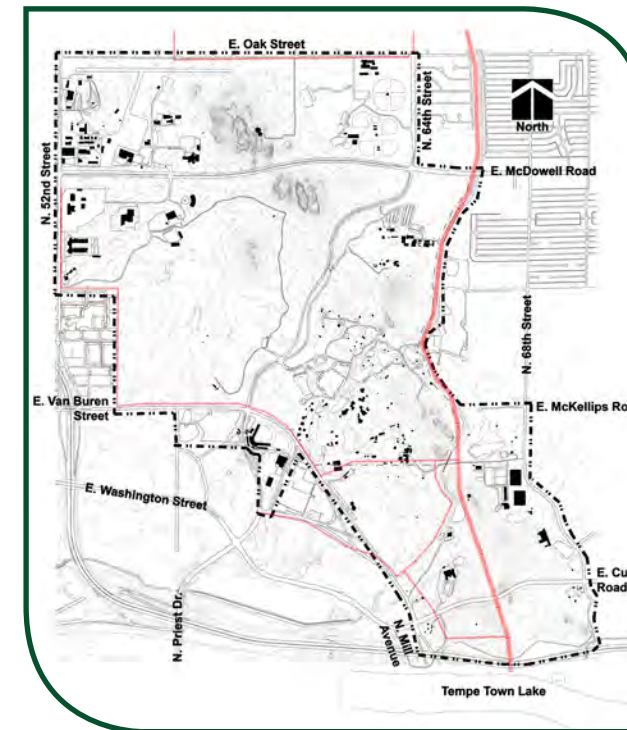 E. Oak Street
N. 64th Street
North
N. 52nd Street
E. McDowell Road
N. 68th Street
E. Van Buren
Street
E. McKellips Ro
E. Washington Street
N. Priest Dr.
N. Mill
Avenue
E. Cu
Road
Tempe Town Lake